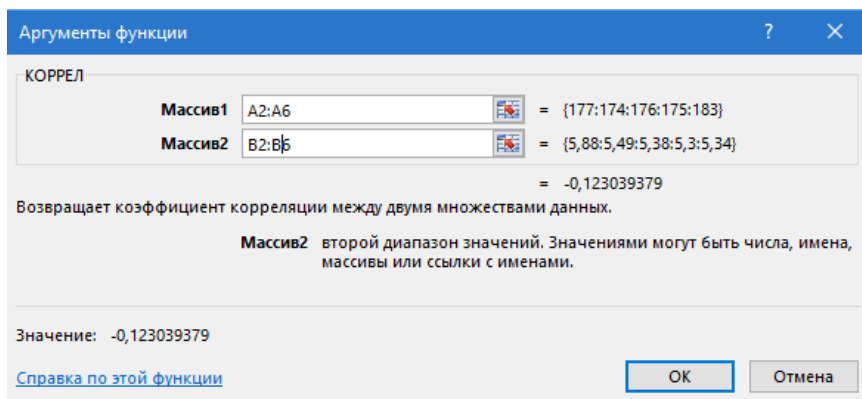 Аргументы функции ? ×
КОРРЕЛ
Массив1 A2:A6 = {177:174:176:175:183}
Массив2 B2:B6 = {5,88:5,49:5,38:5,3:5,34}
= -0,123039379
Возвращает коэффициент корреляции между двумя множествами данных.
Массив2 второй диапазон значений. Значениями могут быть числа, имена,
массивы или ссылки с именами.
Значение: -0,123039379
Справка по этой функции ОК Отмена